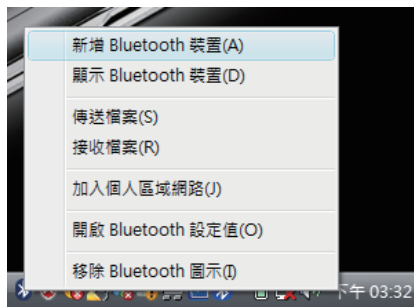 新增 Bluetooth 裝置(A)
顯示 Bluetooth 裝置(D)
傳送檔案(S)
接收檔案(R)
加入個人區域網路(J)
開啟 Bluetooth 設定值(O)
移除 Bluetooth 圖示(I)
下午 03:32